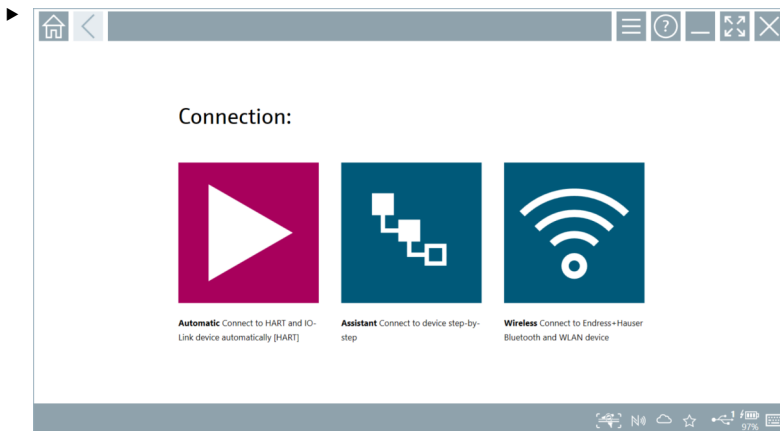 Connection:
Automatic Connect to HART and IO-
Link device automatically [HART]
Assistant Connect to device step-by-
step
Wireless Connect to Endress+Hauser
Bluetooth and WLAN device
1
97%